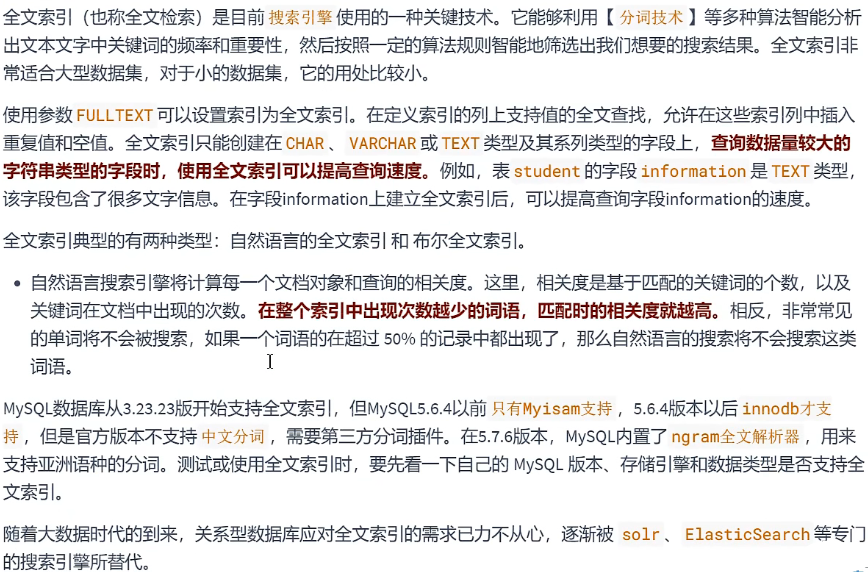 全文索引（也称全文检索）是目前 搜索引擎 使用的一种关键技术。它能够利用【 分词技术 】等多种算法智能分析
出文本文字中关键词的频率和重要性，然后按照一定的算法规则智能地筛选出我们想要的搜索结果。全文索引非
常适合大型数据集，对于小的数据集，它的用处比较小。
使用参数 FULLTEXT 可以设置索引为全文索引。在定义索引的列上支持值的全文查找，允许在这些索引列中插入
重复值和空值。全文索引只能创建在 CHAR 、 VARCHAR 或 TEXT 类型及其系列类型的字段上，查询数据量较大的
字符串类型的字段时，使用全文索引可以提高查询速度。例如，表 student 的字段 information 是 TEXT 类型，
该字段包含了很多文字信息。在字段information上建立全文索引后，可以提高查询字段information的速度。
全文索引典型的有两种类型：自然语言的全文索引 和 布尔全文索引。
• 自然语言搜索引擎将计算每一个文档对象和查询的相关度。这里，相关度是基于匹配的关键词的个数，以及
关键词在文档中出现的次数。在整个索引中出现次数越少的词语，匹配时的相关度就越高。相反，非常常见
的单词将不会被搜索，如果一个词语的在超过 50% 的记录中都出现了，那么自然语言的搜索将不会搜索这类
词语。
MySQL数据库从3.23.23版开始支持全文索引，但MySQL5.6.4以前 只有Myisam支持 ，5.6.4版本以后 innodb才支
持 ，但是官方版本不支持 中文分词 ，需要第三方分词插件。在5.7.6版本，MySQL内置了 ngram全文解析器 ，用来
支持亚洲语种的分词。测试或使用全文索引时，要先看一下自己的 MySQL 版本、存储引擎和数据类型是否支持全
文索引。
随着大数据时代的到来，关系型数据库应对全文索引的需求已力不从心，逐渐被 solr 、 ElasticSearch 等专门
的搜索引擎所替代。